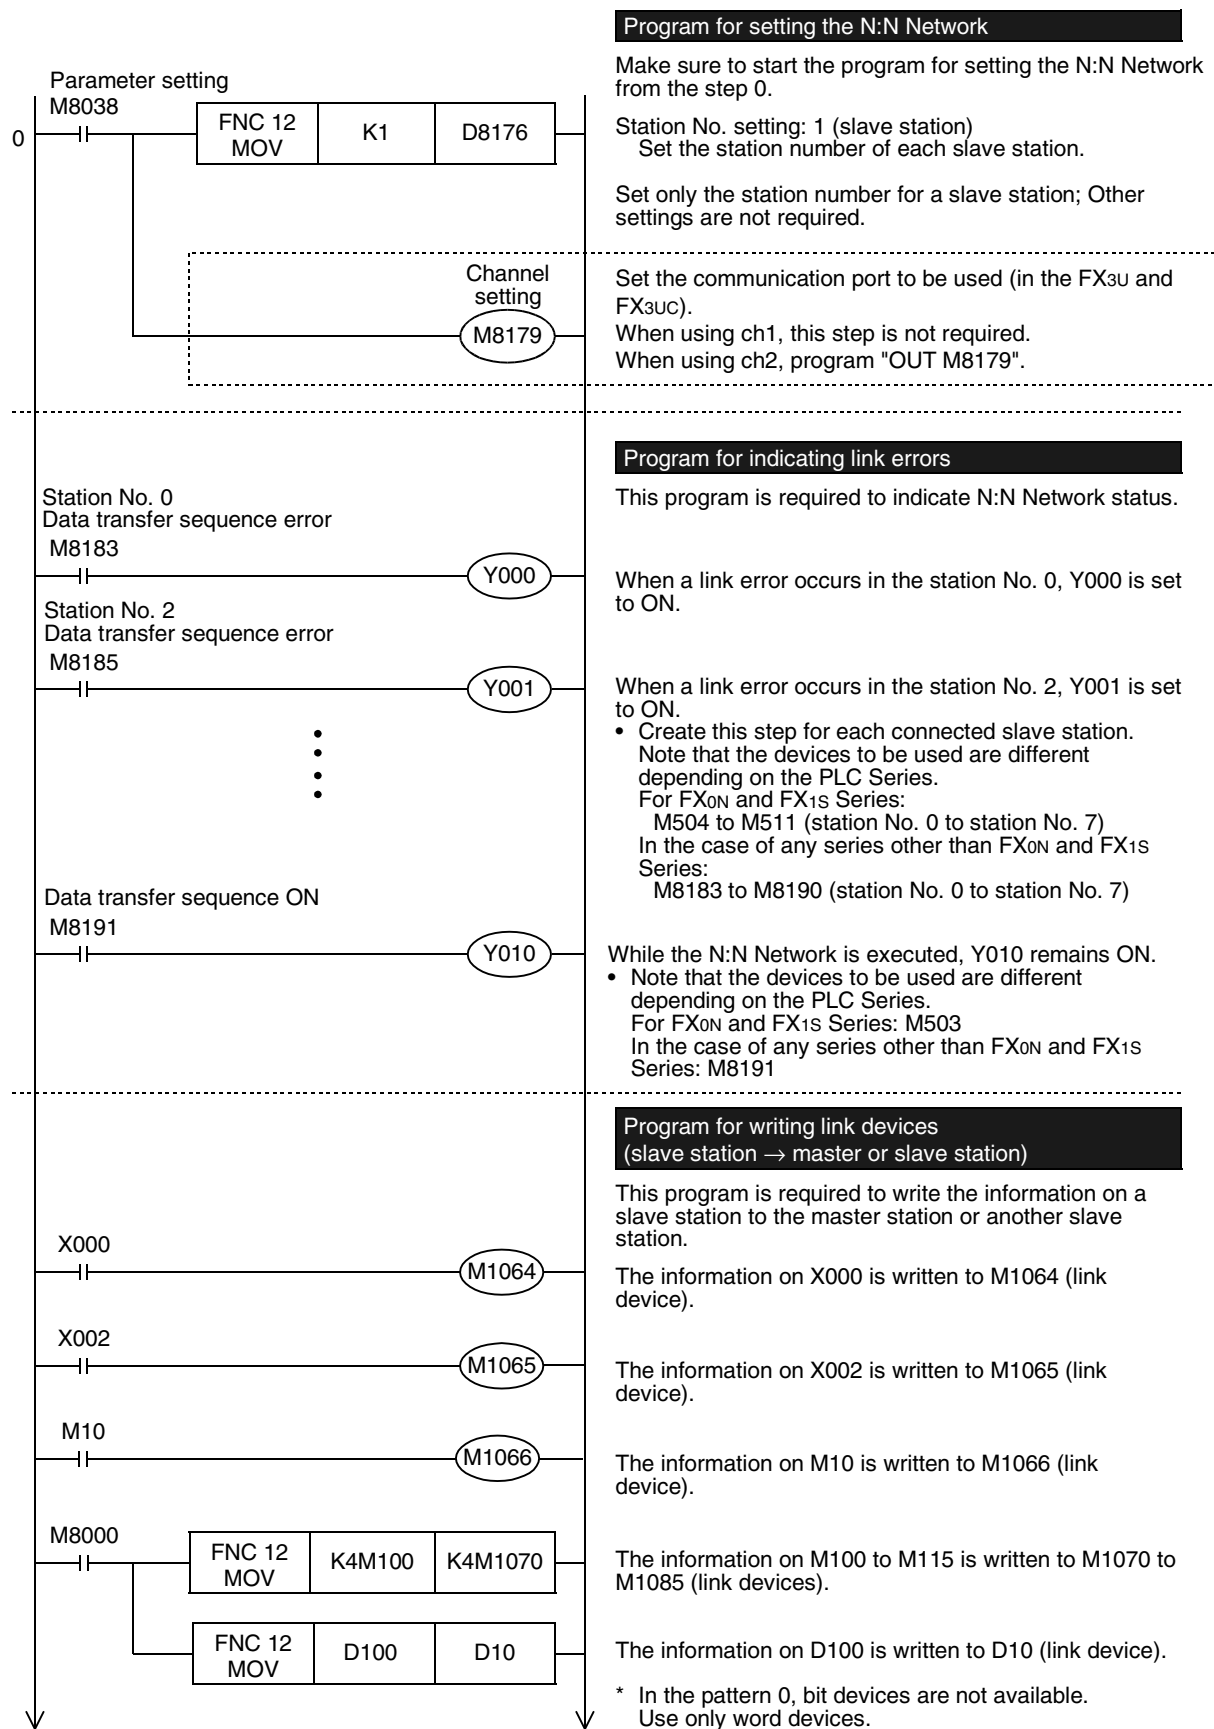 Program for setting the N:N Network
Make sure to start the program for setting the N:N Network
from the step 0.
Parameter setting
M8038
0
FNC 12
MOV
K1
D8176
Station No. setting: 1 (slave station)
Set the station number of each slave station.
Set only the station number for a slave station; Other
settings are not required.
Channel
setting
M8179
Set the communication port to be used (in the FX3U and
FX3UC).
When using ch1, this step is not required.
When using ch2, program "OUT M8179".
Program for indicating link errors
This program is required to indicate N:N Network status.
Station No. 0
Data transfer sequence error
M8183
Y000
When a link error occurs in the station No. 0, Y000 is set
to ON.
Station No. 2
Data transfer sequence error
M8185
Y001
When a link error occurs in the station No. 2, Y001 is set
to ON.
• Create this step for each connected slave station.
Note that the devices to be used are different
depending on the PLC Series.
For FX0N and FX1S Series:
M504 to M511 (station No. 0 to station No. 7)
In the case of any series other than FX0N and FX1S
Series:
M8183 to M8190 (station No. 0 to station No. 7)
Data transfer sequence ON
M8191
Y010
While the N:N Network is executed, Y010 remains ON.
• Note that the devices to be used are different
depending on the PLC Series.
For FX0N and FX1S Series: M503
In the case of any series other than FX0N and FX1S
Series: M8191
Program for writing link devices
(slave station → master or slave station)
This program is required to write the information on a
slave station to the master station or another slave
station.
X000
M1064
The information on X000 is written to M1064 (link
device).
X002
M1065
The information on X002 is written to M1065 (link
device).
M10
M1066
The information on M10 is written to M1066 (link
device).
M8000
FNC 12
MOV
K4M100
K4M1070
The information on M100 to M115 is written to M1070 to
M1085 (link devices).
FNC 12
MOV
D100
D10
The information on D100 is written to D10 (link device).
* In the pattern 0, bit devices are not available.
Use only word devices.